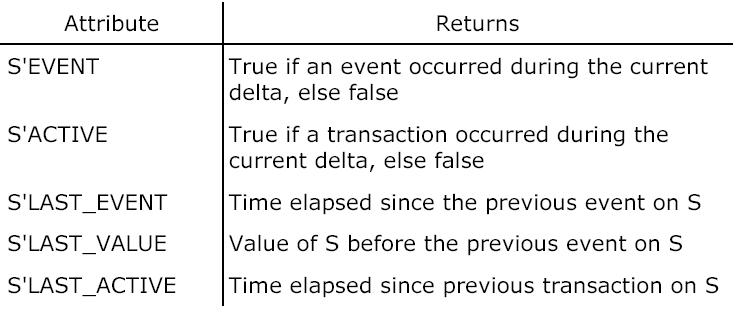 Attribute Returns
S'EVENT True if an event occurred during the current
delta, else false
S'ACTIVE True if a transaction occurred during the
current delta, else false
S'LAST_EVENT Time elapsed since the previous event on S
S'LAST_VALUE Value of S before the previous event on S
S'LAST_ACTIVE Time elapsed since previous transaction on S